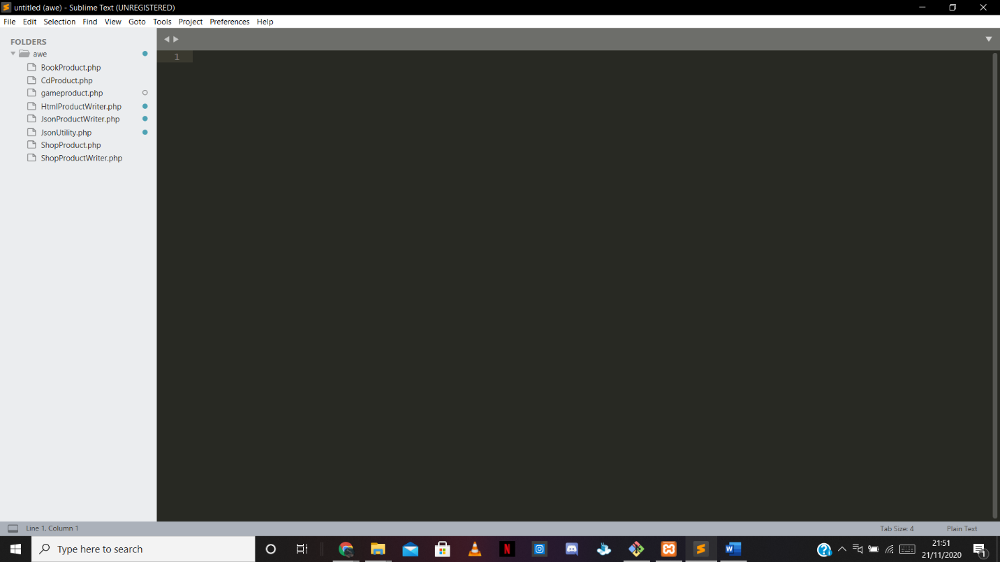 untitled (awe) - Sublime Text (UNREGISTERED)
File Edit Selection Find View Goto Tools Project Preferences Help
FOLDERS
awe
1
BookProduct.php
CdProduct.php
gameproduct.php
HtmlProductWriter.php
JsonProductWriter.php
JsonUtility.php
ShopProduct.php
ShopProductWriter.php
Line 1, Column 1 Tab Size: 4 Plain Text
Type here to search
21:51
21/11/2020
1